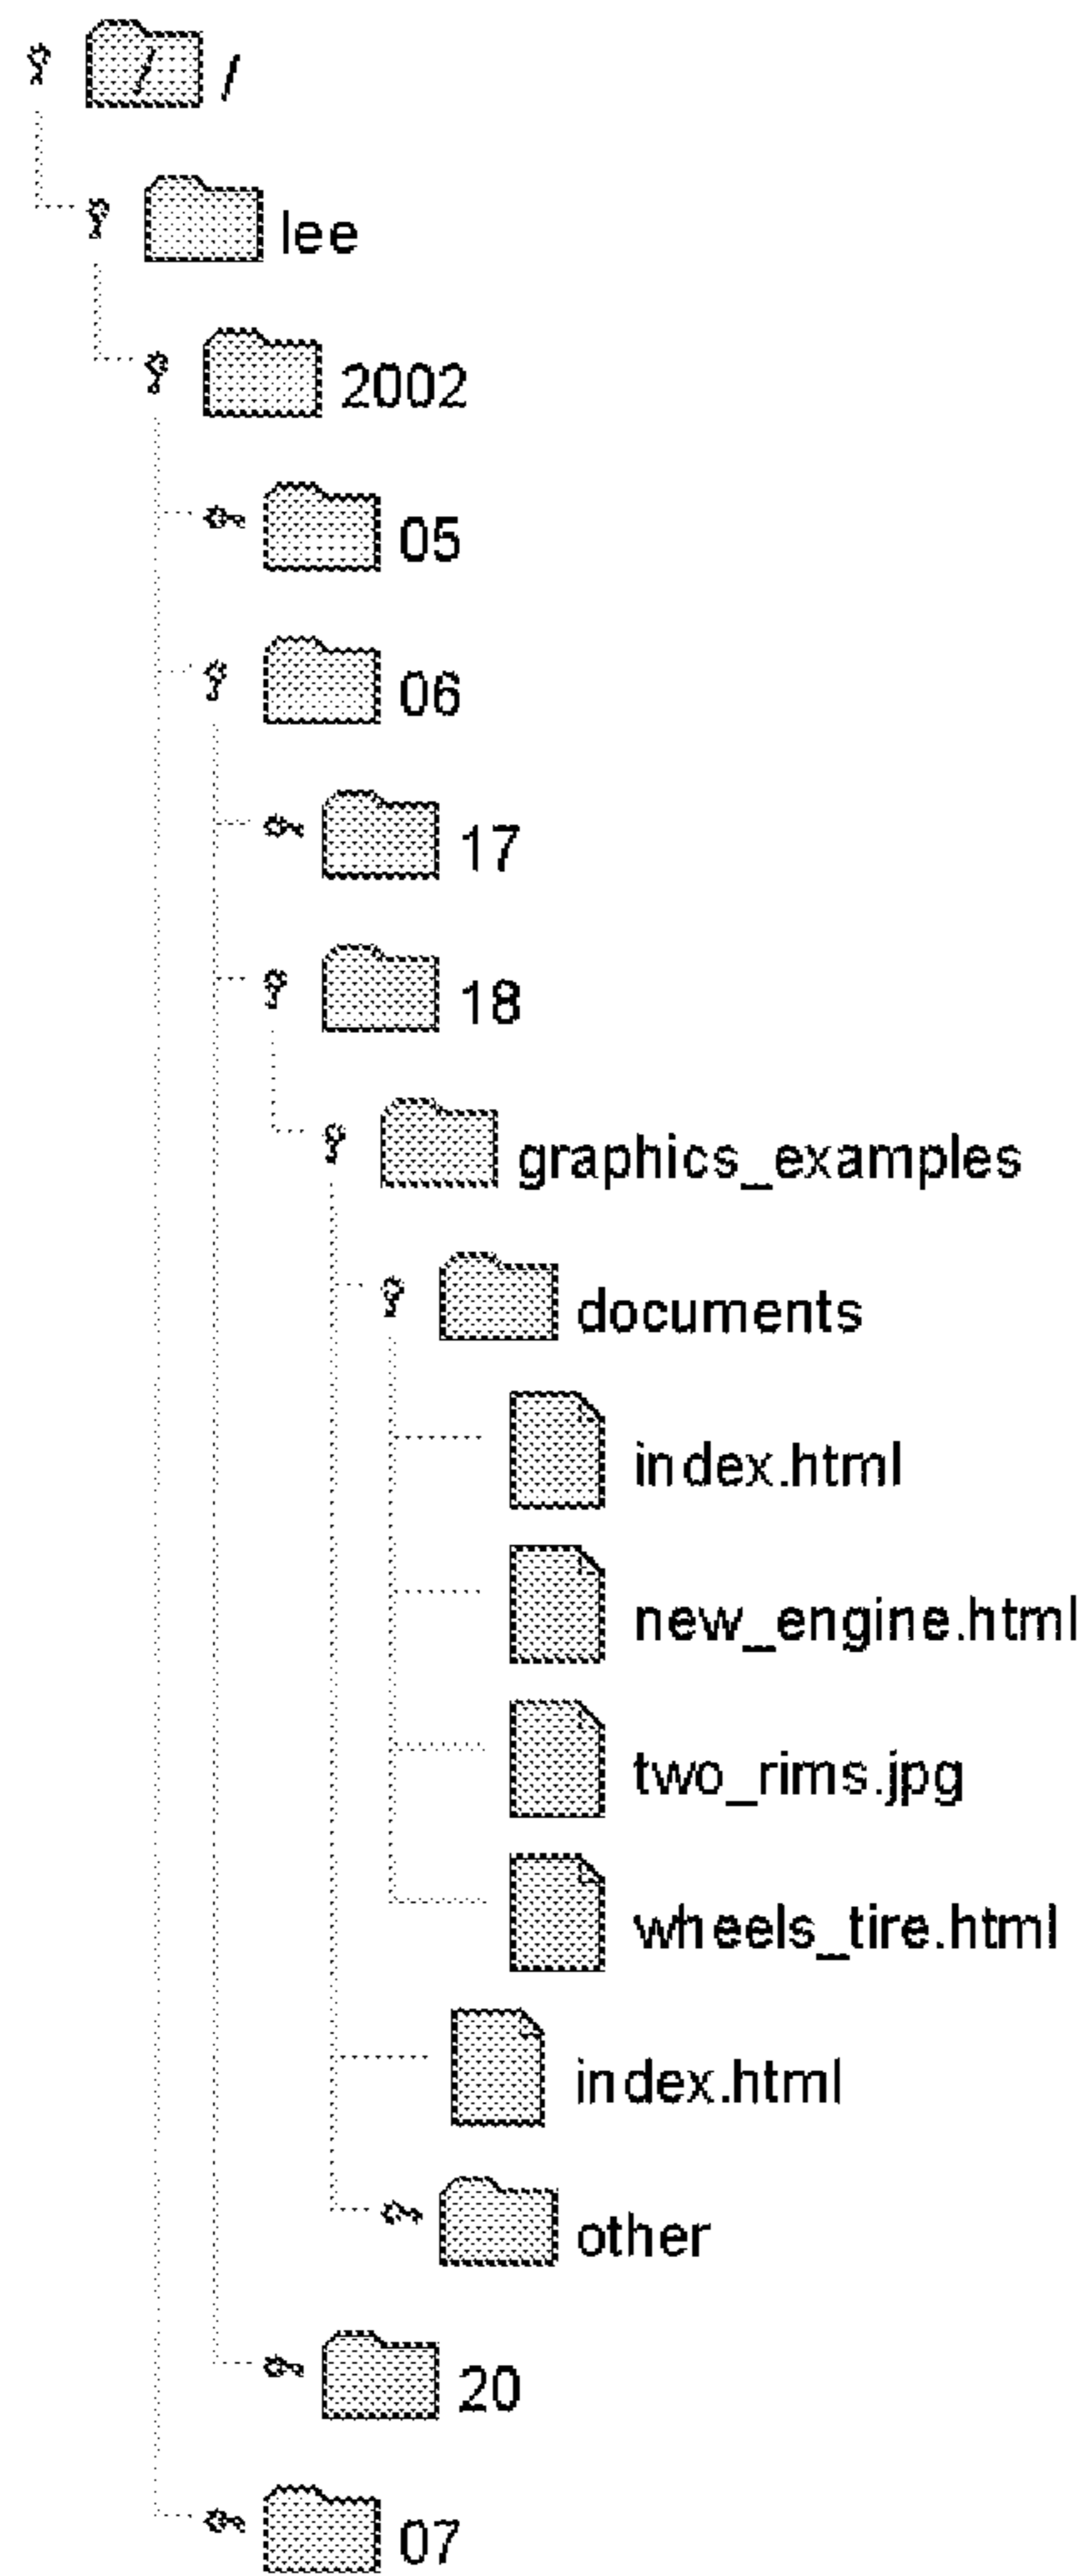 / /
lee
2002
05
06
17
18
graphics_examples
documents
index.html
new_engine.html
two_rims.jpg
wheels_tire.html
index.html
other
20
07